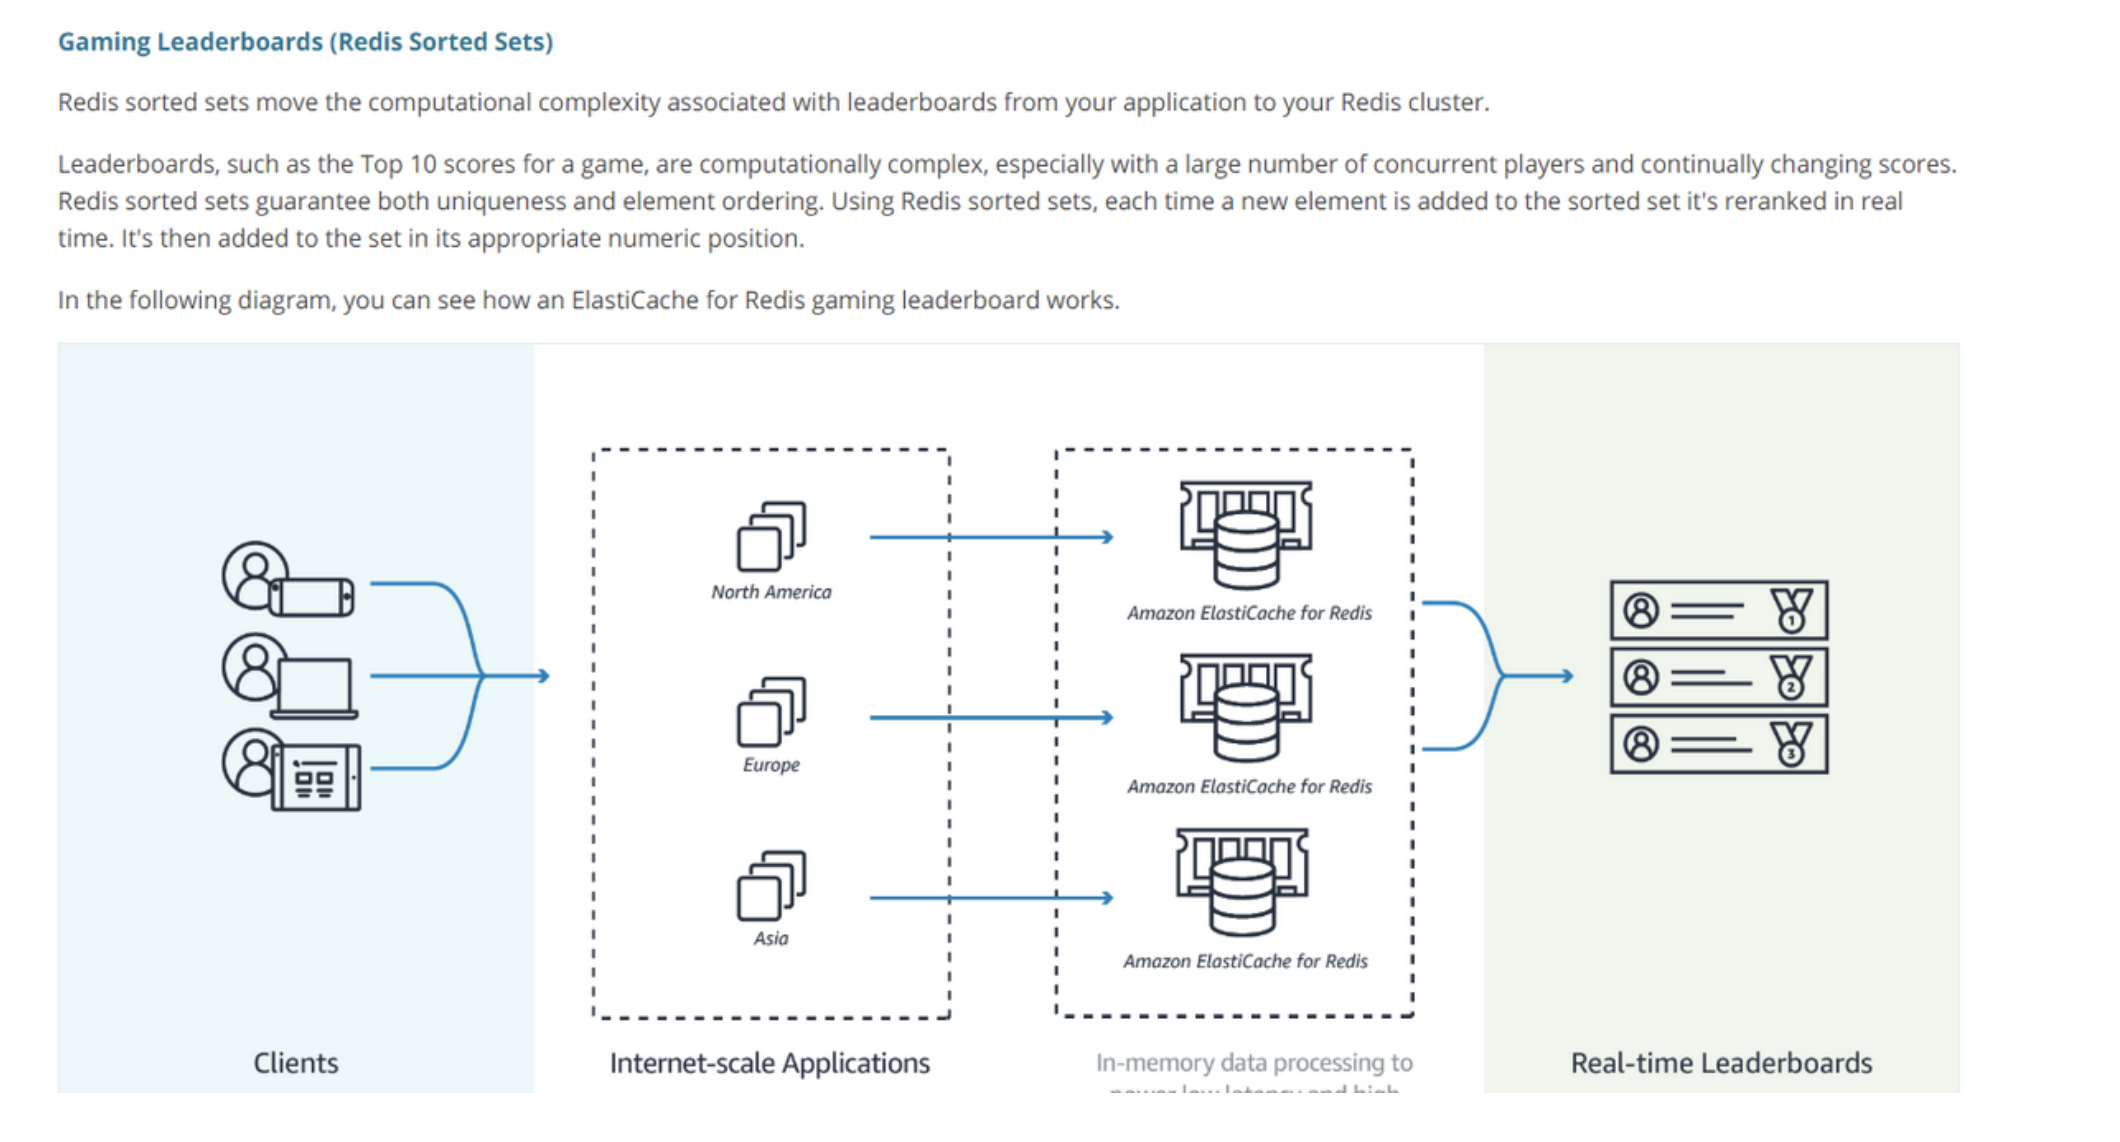 Gaming Leaderboards (Redis Sorted Sets)
Redis sorted sets move the computational complexity associated with leaderboards from your application to your Redis cluster.
Leaderboards, such as the Top 10 scores for a game, are computationally complex, especially with a large number of concurrent players and continually changing scores.
Redis sorted sets guarantee both uniqueness and element ordering. Using Redis sorted sets, each time a new element is added to the sorted set it's reranked in real
time. It's then added to the set in its appropriate numeric position.
In the following diagram, you can see how an ElastiCache for Redis gaming leaderboard works.
North America
Amazon ElastiCache for Redis
1
2
3
Europe
Amazon ElastiCache for Redis
Asia
Amazon ElastiCache for Redis
Clients
Internet-scale Applications
In-memory data processing to
power low latency and high
Real-time Leaderboards